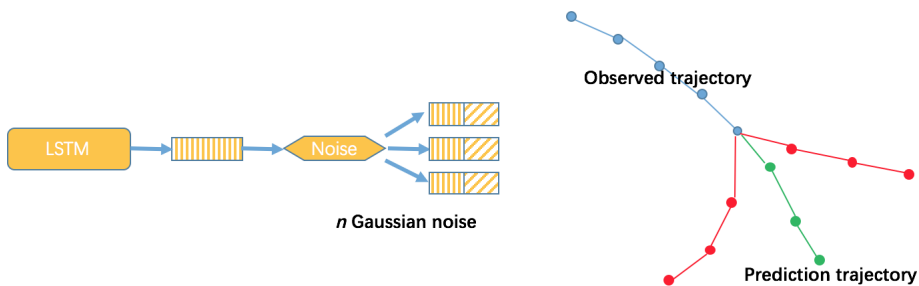 LSTM
Noise
n Gaussian noise
Observed trajectory
Prediction trajectory